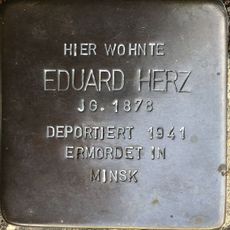 HIER WOHNTE
EDUARD HERZ
JG. 1878
DEPORTIERT 1941
ERMORDET IN
MINSK